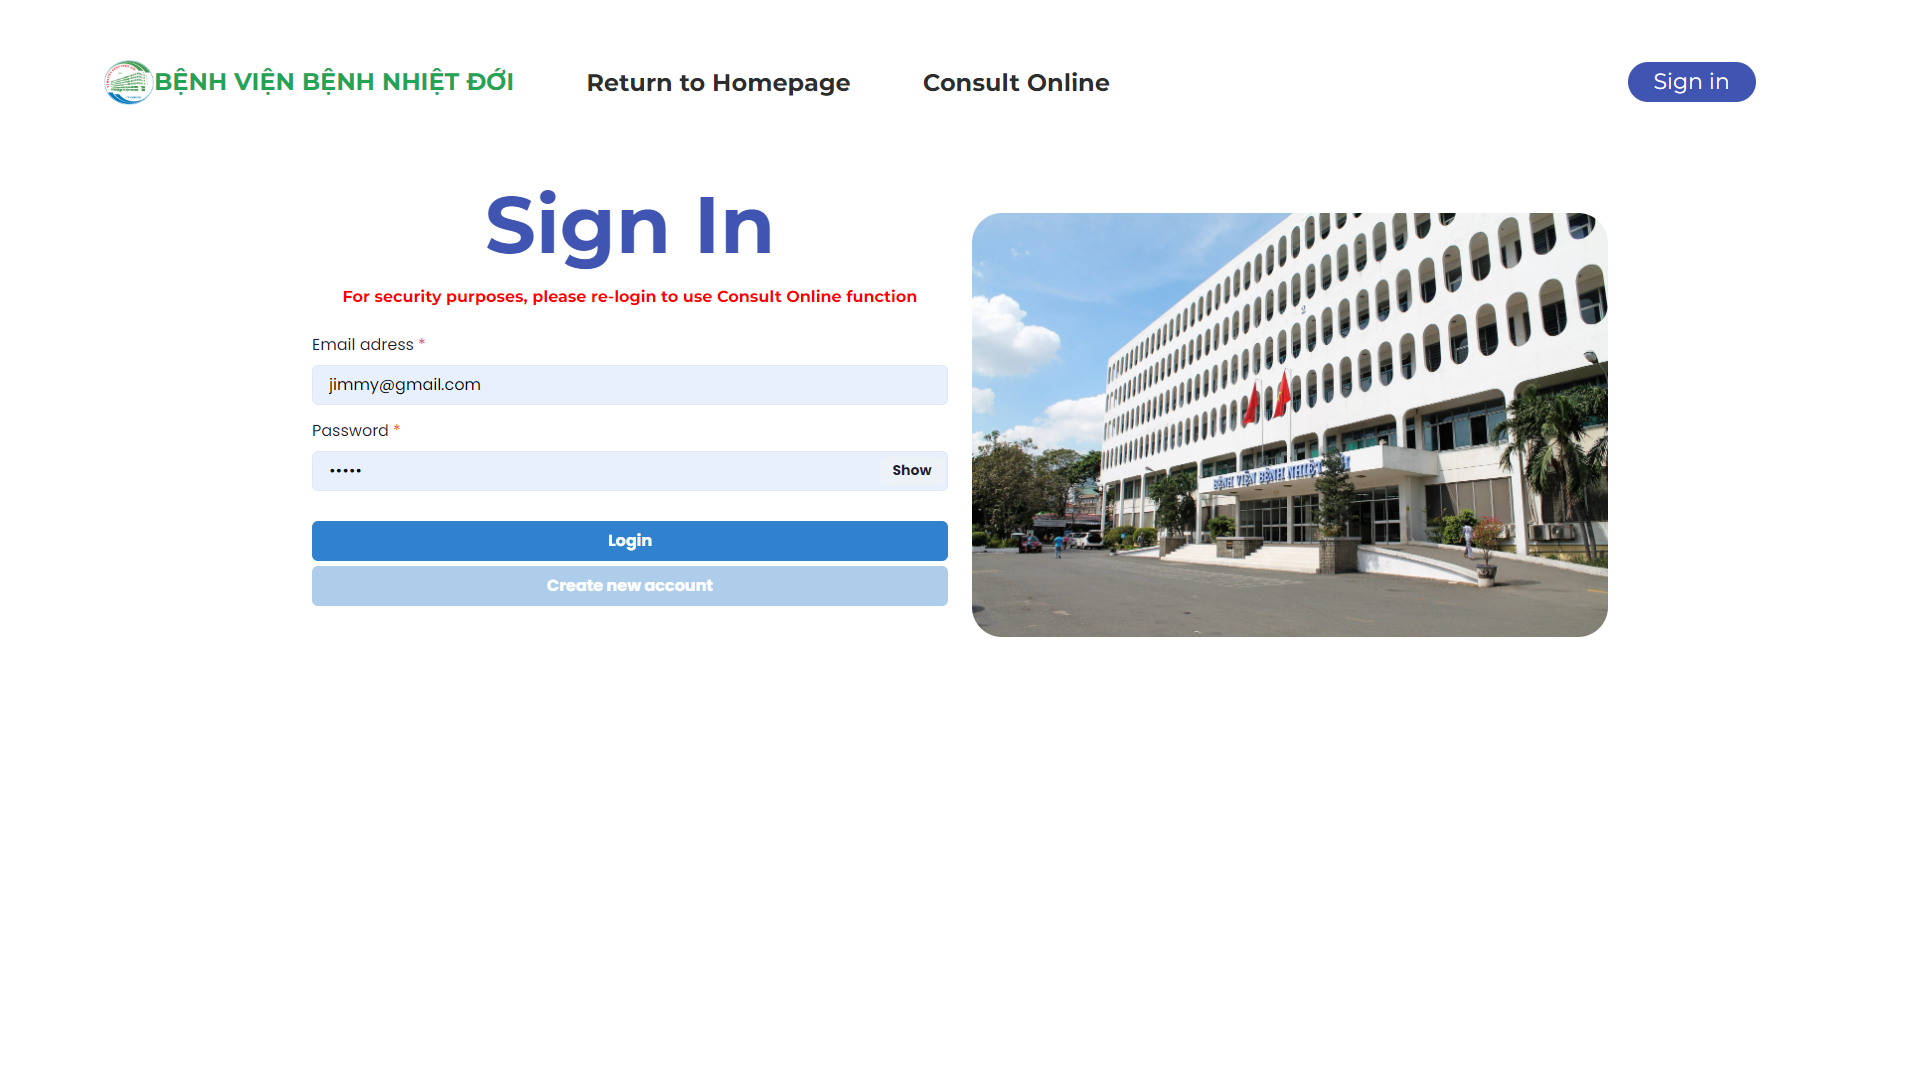 BỆNH VIỆN BỆNH NHIỆT ĐỚI
Return to Homepage
Consult Online
Sign in
Sign In
For security purposes, please re-login to use Consult Online function
Email adress *
jimmy@gmail.com
Password *
•••••
Show
Login
Create new account
BỆNH VIỆN BỆNH NHIỆT